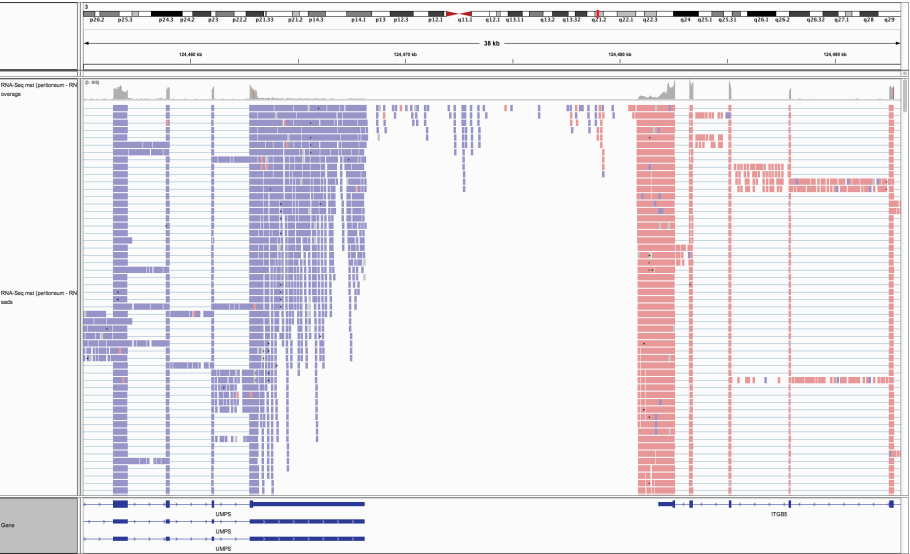 3
p26.2 p25.3 p24.3 p24.2 p23 p22.2 p21.33 p21.2 p14.3 p14.1 p13 p12.3 p12.1 q11.1 q12.1 q13.11 q13.2 q13.32 q21.2 q22.1 q22.3 q24 q25.1 q25.31 q26.1 q26.2 q26.32 q27.1 q28 q29
38 kb
124,460 kb 124,470 kb 124,480 kb 124,490 kb
RNA-Seq met (peritoneum - RN
overage
RNA-Seq met (peritoneum - RN
eads
Gene
UMPS ITGB5
UMPS
UMPS